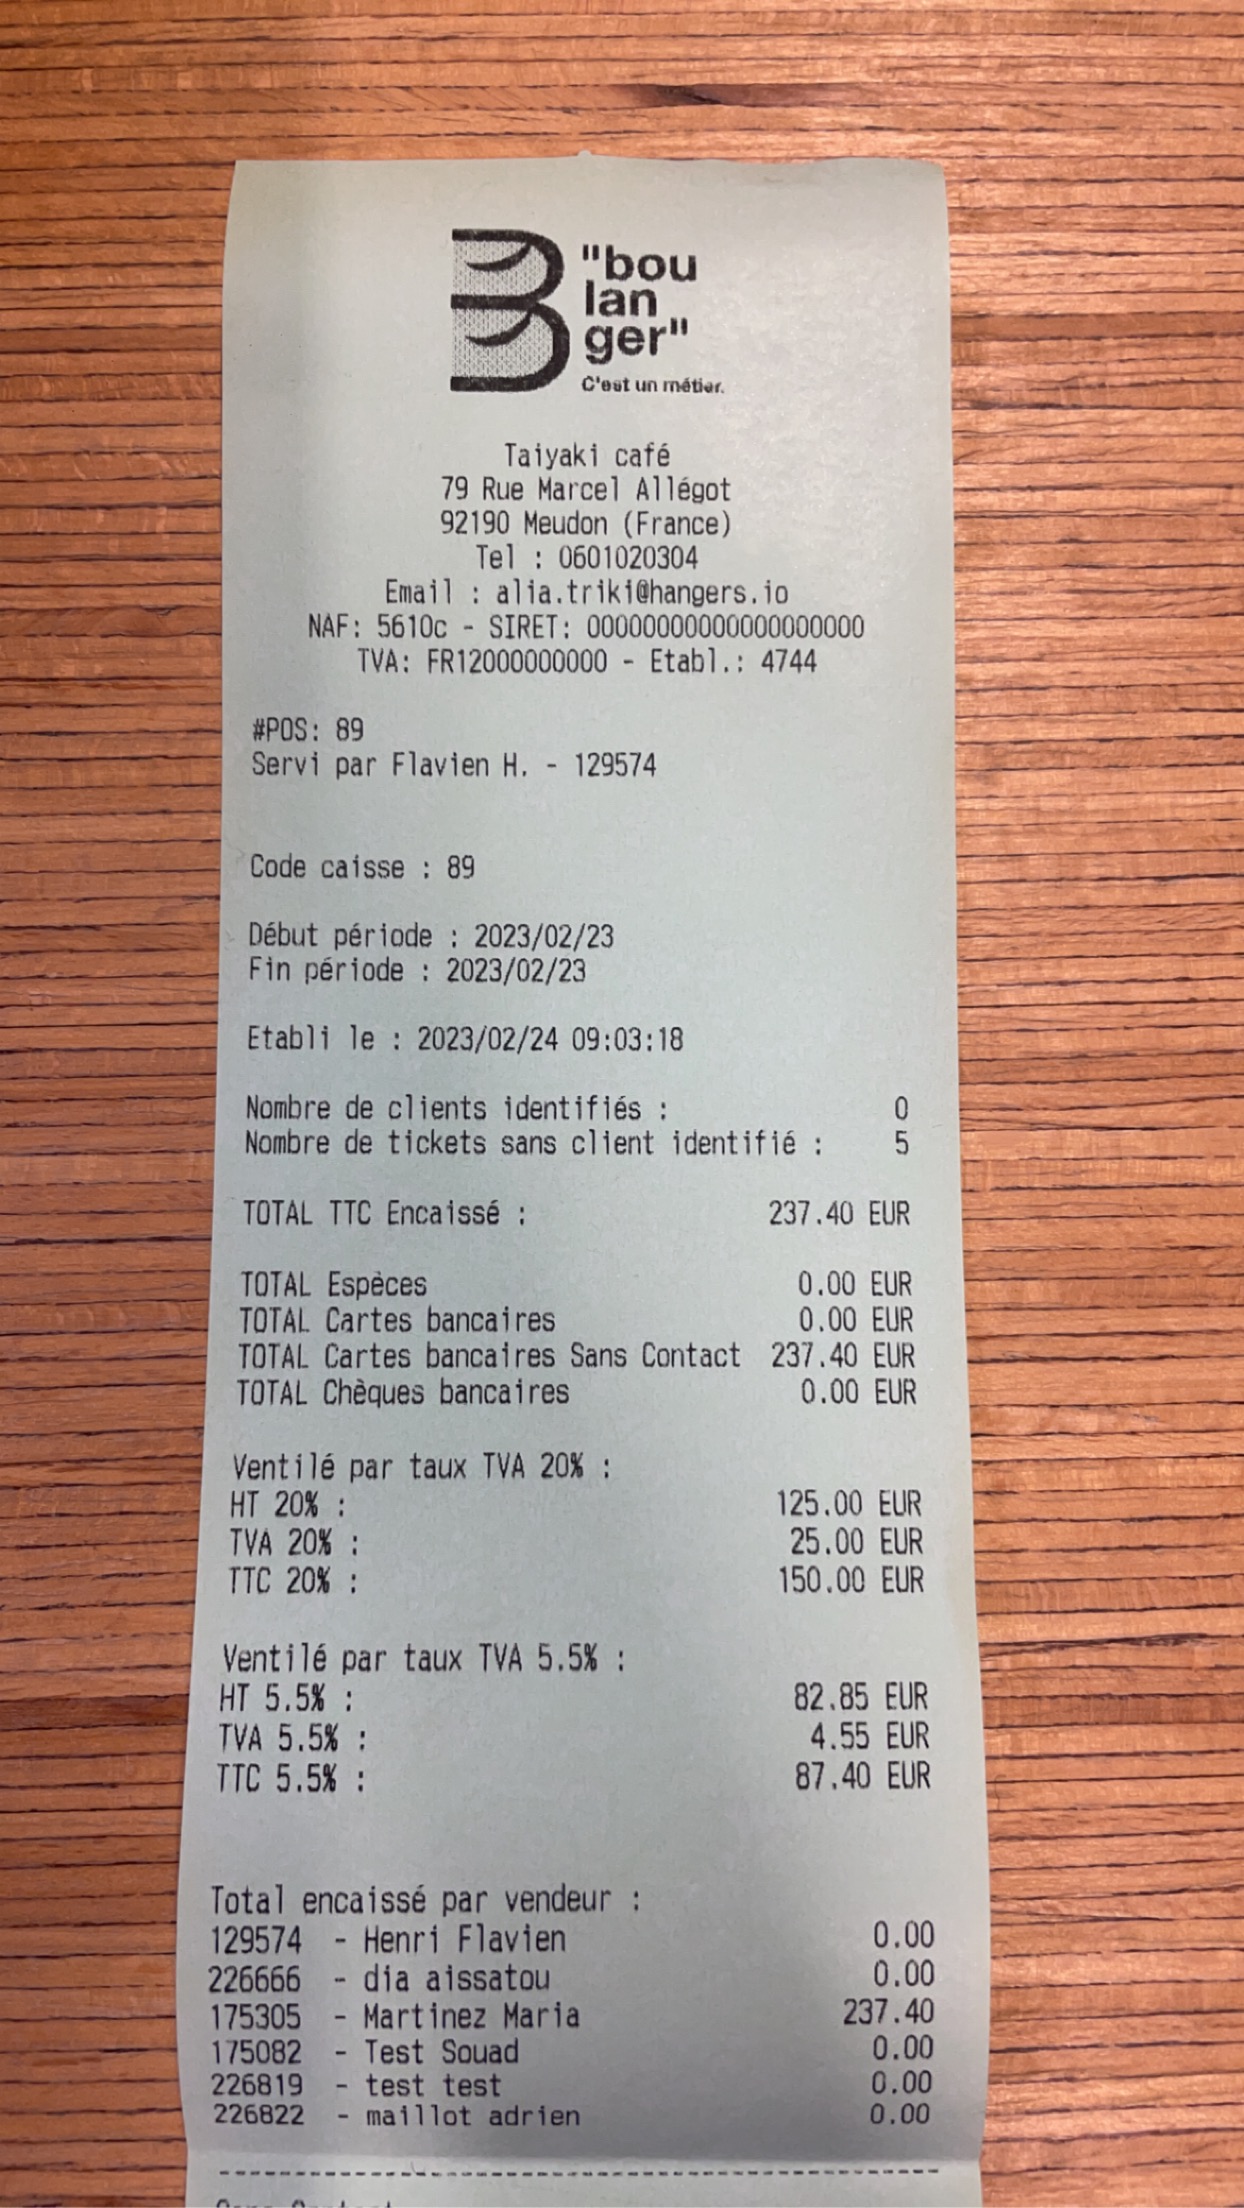 "bou
lan
ger"
C'est un métier.
Taiyaki café
79 Rue Marcel Allégot
92190 Meudon (France)
Tel : 0601020304
Email : alia.triki@hangers.io
NAF: 5610c - SIRET: 00000000000000000000
TVA: FR12000000000 - Etabl.: 4744
#POS: 89
Servi par Flavien H. - 129574
Code caisse : 89
Début période : 2023/02/23
Fin période : 2023/02/23
Etabli le : 2023/02/24 09:03:18
Nombre de clients identifiés : 0
Nombre de tickets sans client identifié : 5
TOTAL TTC Encaissé : 237.40 EUR
TOTAL Espèces 0.00 EUR
TOTAL Cartes bancaires 0.00 EUR
TOTAL Cartes bancaires Sans Contact 237.40 EUR
TOTAL Chèques bancaires 0.00 EUR
Ventilé par taux TVA 20% :
HT 20% : 125.00 EUR
TVA 20% : 25.00 EUR
TTC 20% : 150.00 EUR
Ventilé par taux TVA 5.5% :
HT 5.5% : 82.85 EUR
TVA 5.5% : 4.55 EUR
TTC 5.5% : 87.40 EUR
Total encaissé par vendeur :
129574 - Henri Flavien 0.00
226666 - dia aissatou 0.00
175305 - Martinez Maria 237.40
175082 - Test Souad 0.00
226819 - test test 0.00
226822 - maillot adrien 0.00